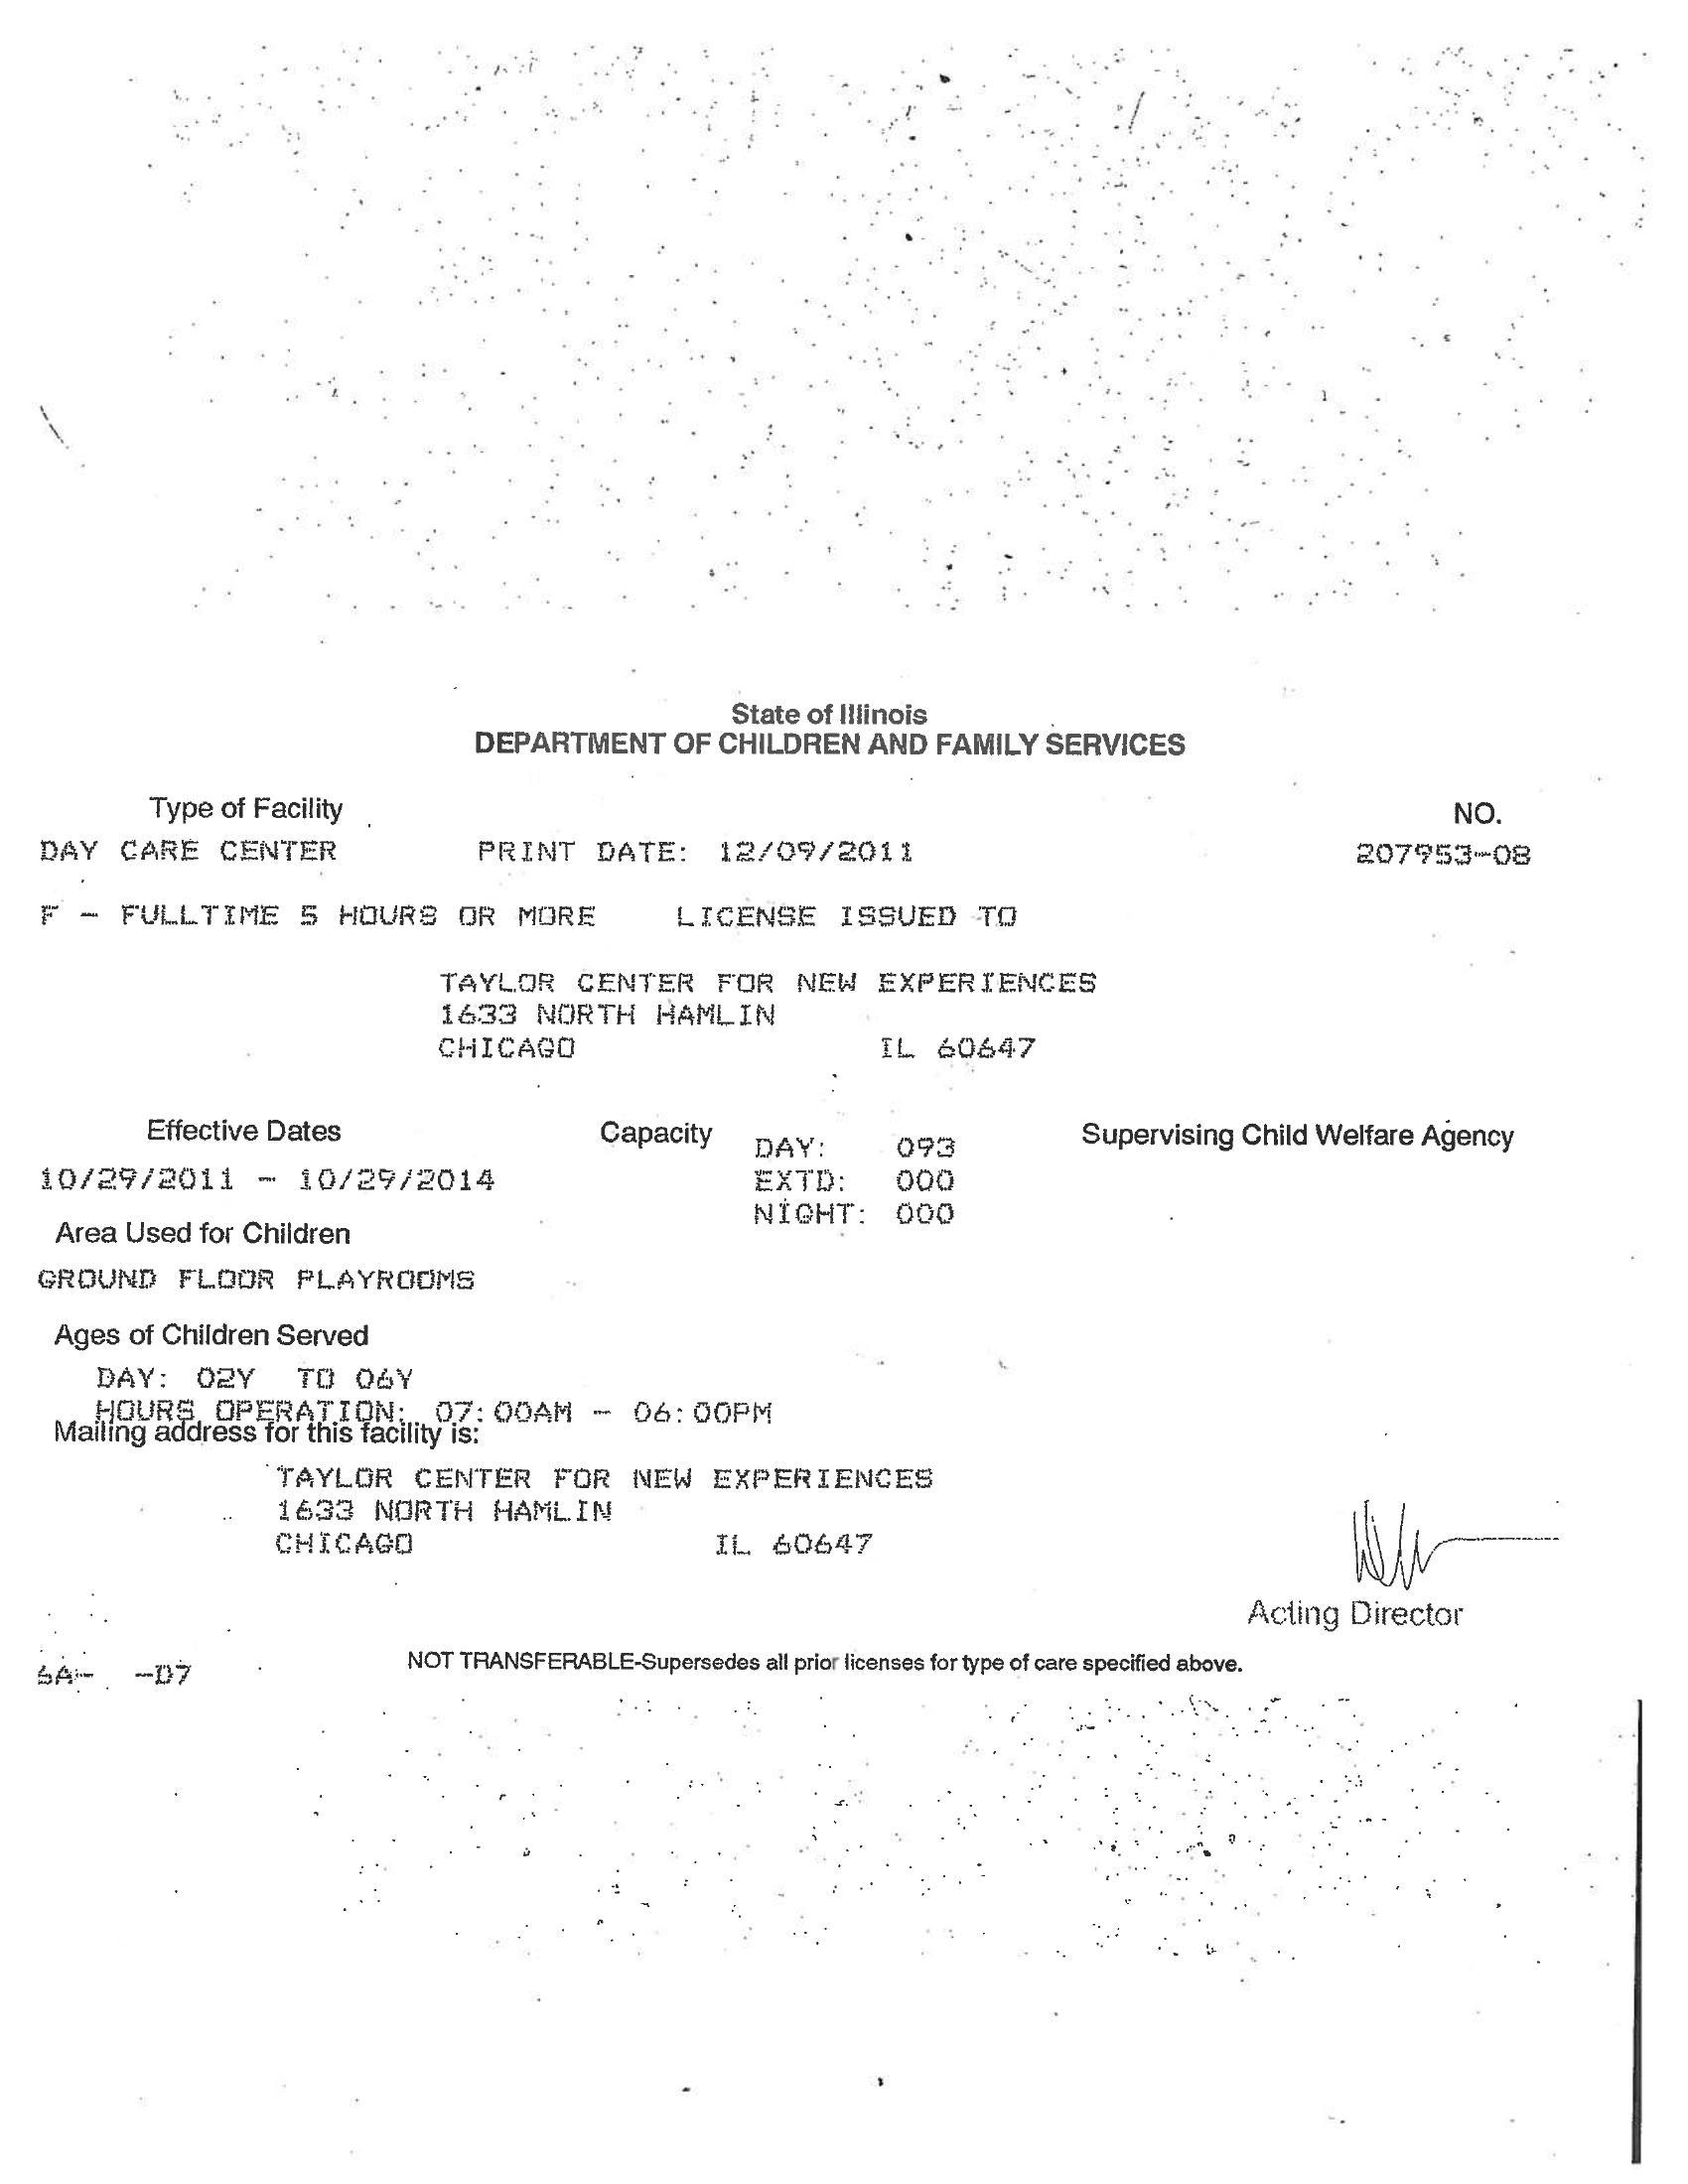 State of Illinois
DEPARTMENT OF CHILDREN AND FAMILY SERVICES
Type of Facility NO.
DAY CARE CENTER PRINT DATE: 12/09/2011 207953-08
F - FULLTIME 5 HOURS OR MORE LICENSE ISSUED TO
TAYLOR CENTER FOR NEW EXPERIENCES
1633 NORTH HAMLIN
CHICAGO IL 60647
Effective Dates Capacity DAY: 093 Supervising Child Welfare Agency
10/29/2011 - 10/29/2014 EXTD: 000
NIGHT: 000
Area Used for Children
GROUND FLOOR PLAYROOMS
Ages of Children Served
DAY: 02Y TO 06Y
HOURS OPERATION: 07:00AM - 06:00PM
Mailing address for this facility is:
TAYLOR CENTER FOR NEW EXPERIENCES
1633 NORTH HAMLIN
CHICAGO IL 60647
Acting Director
6A- -D7 NOT TRANSFERABLE-Supersedes all prior licenses for type of care specified above.